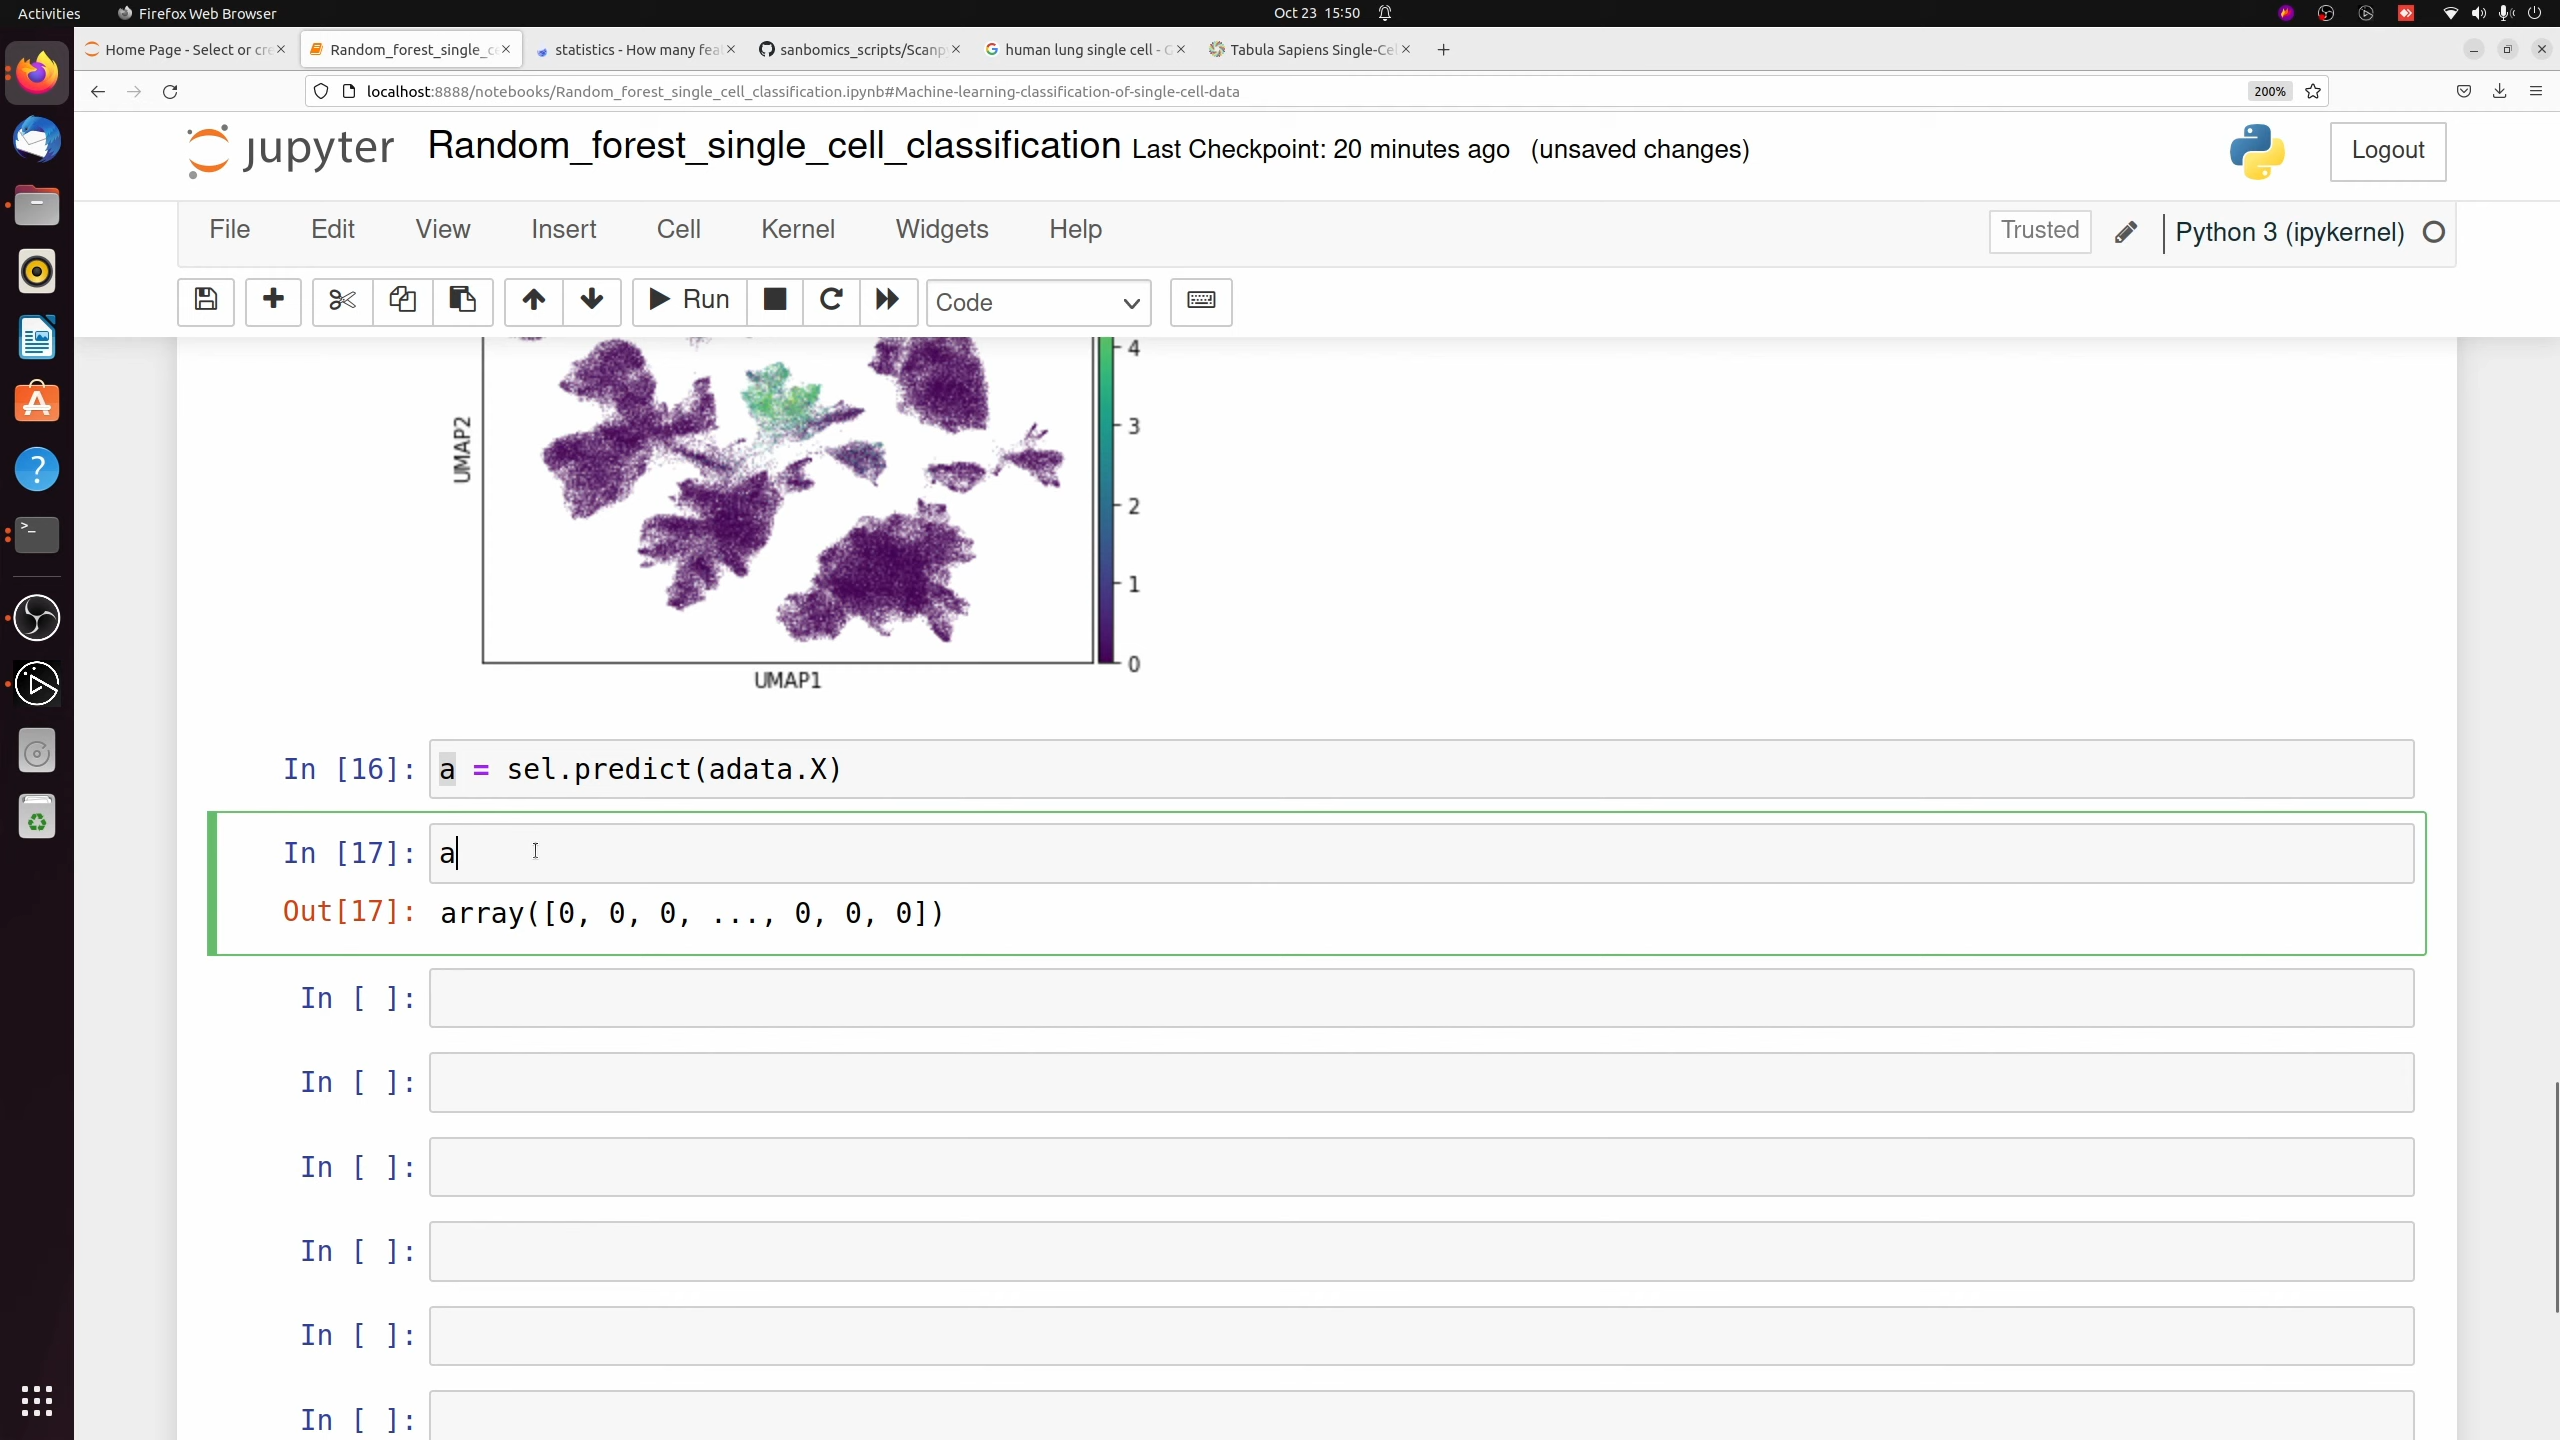 Activities Firefox Web Browser Oct 23 15:50
Home Page - Select or cre Random_forest_single_c statistics - How many fea sanbomics_scripts/Scanp human lung single cell - G Tabula Sapiens Single-Cel
localhost:8888/notebooks/Random_forest_single_cell_classification.ipynb#Machine-learning-classification-of-single-cell-data 200%
jupyter Random_forest_single_cell_classification Last Checkpoint: 20 minutes ago (unsaved changes) Logout
File Edit View Insert Cell Kernel Widgets Help Trusted Python 3 (ipykernel)
Run Code
4
3
2
1
0
UMAP2
UMAP1
In [16]: a = sel.predict(adata.X)
In [17]: a
Out[17]: array([0, 0, 0, ..., 0, 0, 0])
In [ ]:
In [ ]:
In [ ]:
In [ ]:
In [ ]:
In [ ]: